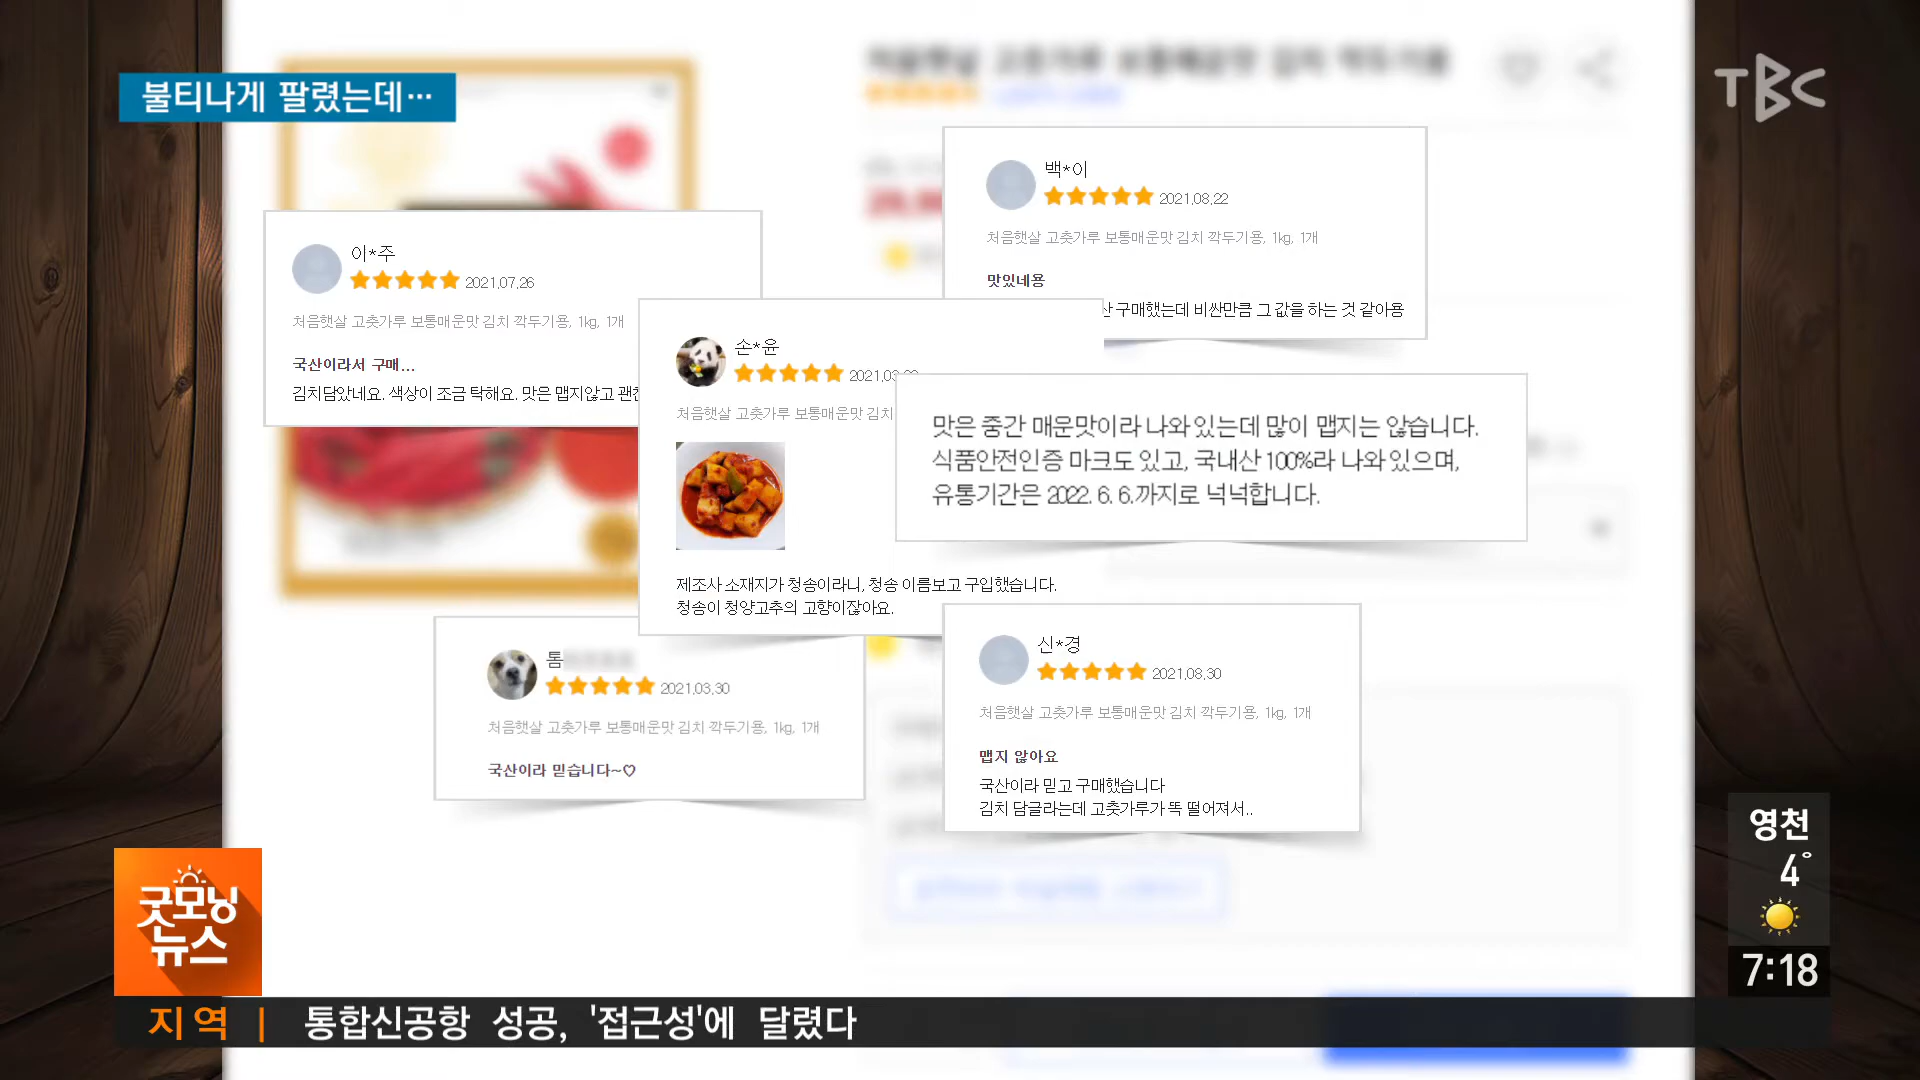 불티나게 팔렸는데…
TBC
백*이
2021.08.22
처음햇살 고춧가루 보통매운맛 김치 깍두기용, 1kg, 1개
맛있네용
구매했는데 비싼만큼 그 값을 하는 것 같아용
이*주
2021.07.26
처음햇살 고춧가루 보통매운맛 김치 깍두기용, 1kg, 1개
국산이라서 구매...
김치담았네요. 색상이 조금 탁해요. 맛은 맵지않고
손*윤
처음햇살 고춧가루 보통매운맛 김치
제조사 소재지가 청송이라니, 청송 이름보고 구입했습니다.
청송이 청양고추의 고향이잖아요.
맛은 중간 매운맛이라 나와 있는데 많이 맵지는 않습니다.
식품안전인증 마크도 있고, 국내산 100%라 나와 있으며,
유통기간은 2022. 6. 6.까지로 넉넉합니다.
톰
2021.03.30
처음햇살 고춧가루 보통매운맛 김치 깍두기용, 1kg, 1개
국산이라 믿습니다~♡
신*경
2021.08.30
처음햇살 고춧가루 보통매운맛 김치 깍두기용, 1kg, 1개
맵지 않아요
국산이라 믿고 구매했습니다
김치 담글라는데 고춧가루가 똑 떨어져서..
영천
4°
7:18
굿모닝
뉴스
지역 | 통합신공항 성공, '접근성'에 달렸다